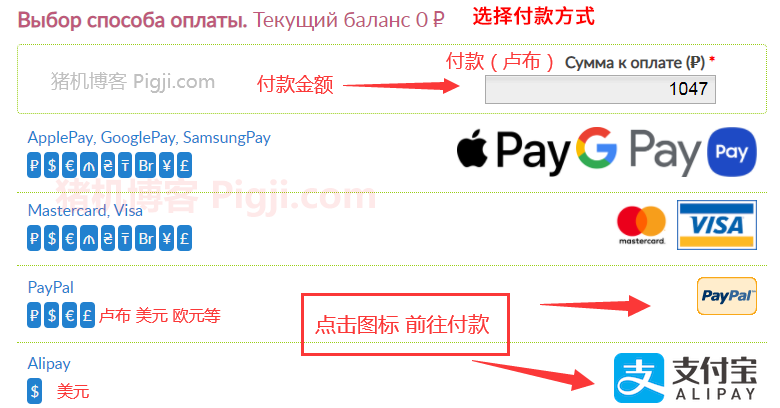 Выбор способа оплаты. Текущий баланс 0 ₽ 选择付款方式
猪机博客 Pigji.com 付款金额 付款（卢布） Сумма к оплате (₽) *
1047
ApplePay, GooglePay, SamsungPay
₽ $ € ₼ ₴ ₸ Br ¥ £
Pay G Pay Pay
猪机博客 Pigji.com
Mastercard, Visa
₽ $ € ₼ ₴ ₸ Br ¥ £
mastercard. VISA
PayPal
₽ $ € £ 卢布 美元 欧元等
PayPal
点击图标 前往付款
Alipay
$ 美元
支 支付宝
ALIPAY